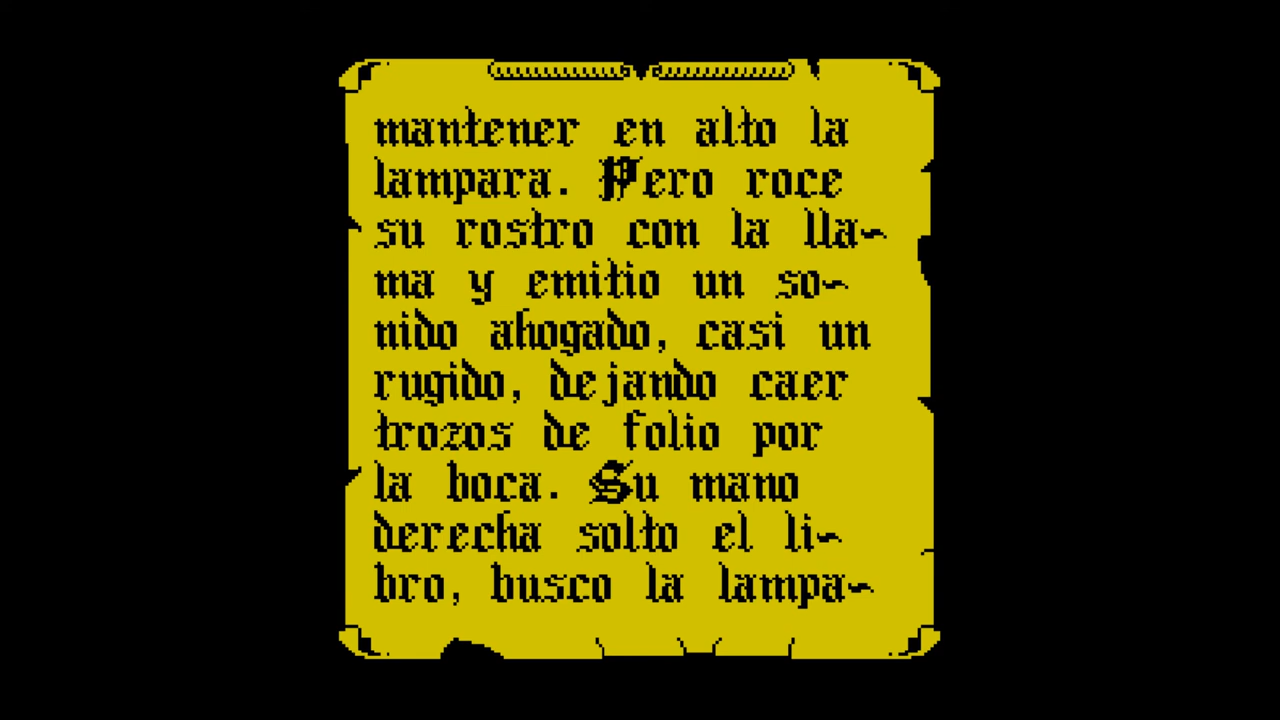 mantener en alto la
lampara. Pero roce
su rostro con la lla-
ma y emitio un so-
nido ahogado, casi un
rugido, dejando caer
trozos de folio por
la boca. Su mano
derecha solto el li-
bro, busco la lampa-